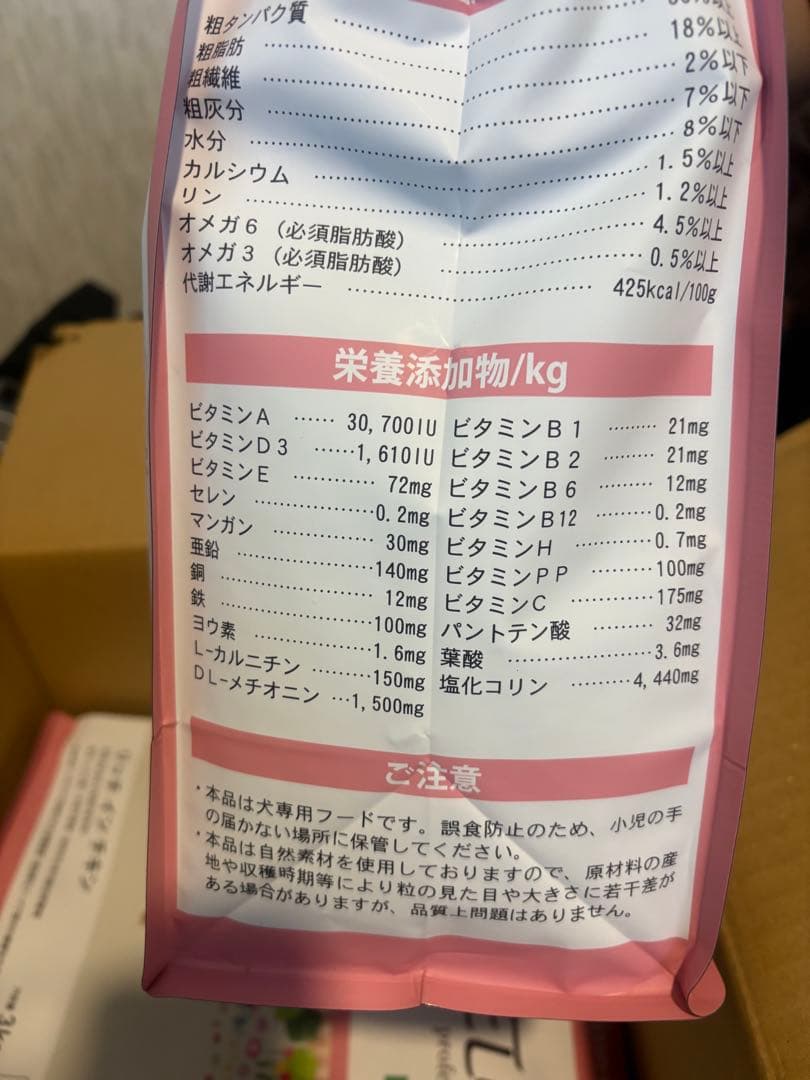 粗タンパク質
粗脂肪 18%以上
粗繊維 2%以下
粗灰分 7%以下
水分 8%以下
カルシウム 1.5%以上
リン 1.2%以上
オメガ6（必須脂肪酸） 4.5%以上
オメガ3（必須脂肪酸） 0.5%以上
代謝エネルギー 425kcal/100g
栄養添加物/kg
ビタミンA 30,700IU
ビタミンD3 1,610IU
ビタミンE 72mg
セレン 0.2mg
マンガン 30mg
亜鉛 140mg
銅 12mg
鉄 100mg
ヨウ素 1.6mg
L-カルニチン 150mg
DL-メチオニン 1,500mg
ビタミンB1 21mg
ビタミンB2 21mg
ビタミンB6 12mg
ビタミンB12 0.2mg
ビタミンH 0.7mg
ビタミンPP 100mg
ビタミンC 175mg
パントテン酸 32mg
葉酸 3.6mg
塩化コリン 4,440mg
ご注意
・本品は犬専用フードです。誤食防止のため、小児の手
の届かない場所に保管してください。
・本品は自然素材を使用しておりますので、原材料の産
地や収穫時期等により粒の見た目や大きさに若干差が
ある場合がありますが、品質上問題はありません。